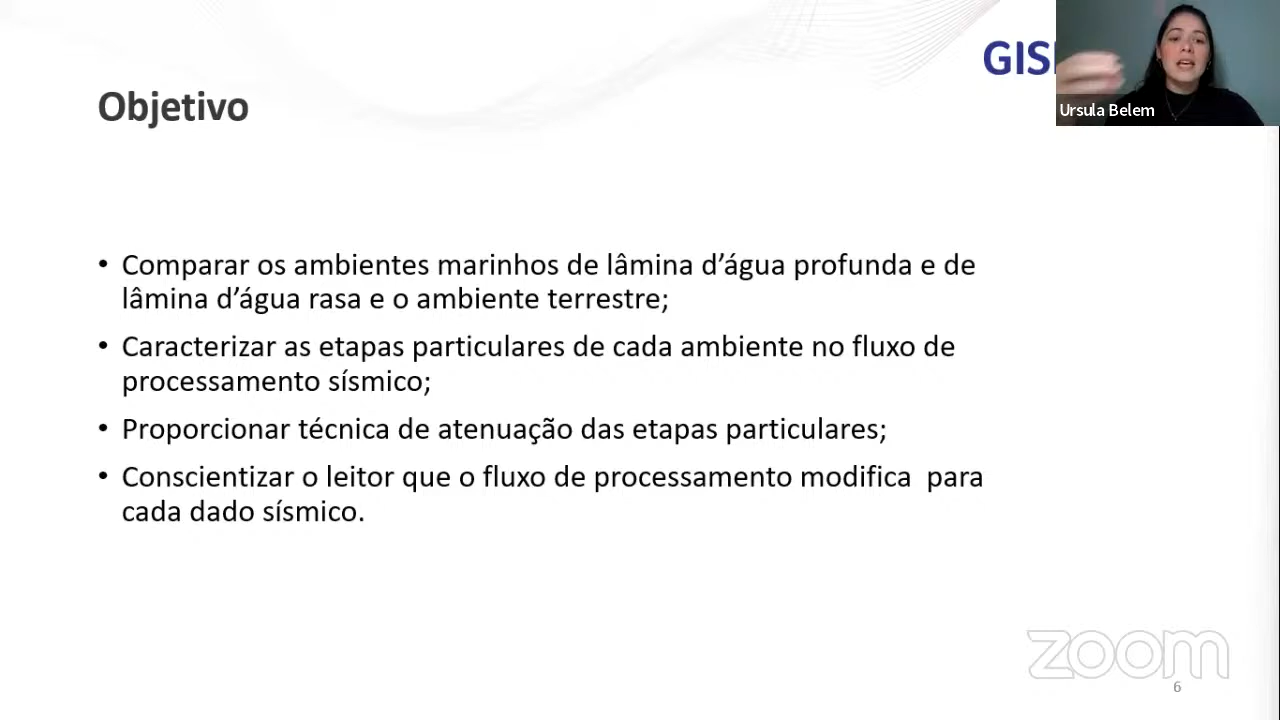 GIS
Ursula Belem
Objetivo
• Comparar os ambientes marinhos de lâmina d’água profunda e de
lâmina d’água rasa e o ambiente terrestre;
• Caracterizar as etapas particulares de cada ambiente no fluxo de
processamento sísmico;
• Proporcionar técnica de atenuação das etapas particulares;
• Conscientizar o leitor que o fluxo de processamento modifica  para
cada dado sísmico.
zoom
6